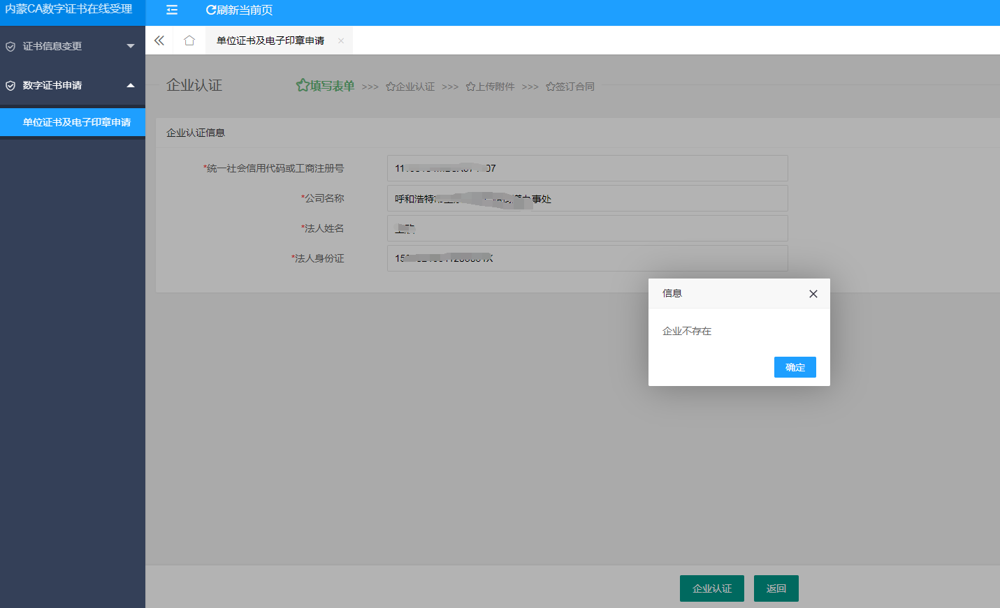 内蒙CA数字证书在线受理
刷新当前页
证书信息变更
数字证书申请
单位证书及电子印章申请
单位证书及电子印章申请
企业认证
填写表单 >>> 企业认证 >>> 上传附件 >>> 签订合同
企业认证信息
*统一社会信用代码或工商注册号
11 07
*公司名称
呼和浩特 事处
*法人姓名
*法人身份证
15 X
信息
企业不存在
确定
企业认证
返回